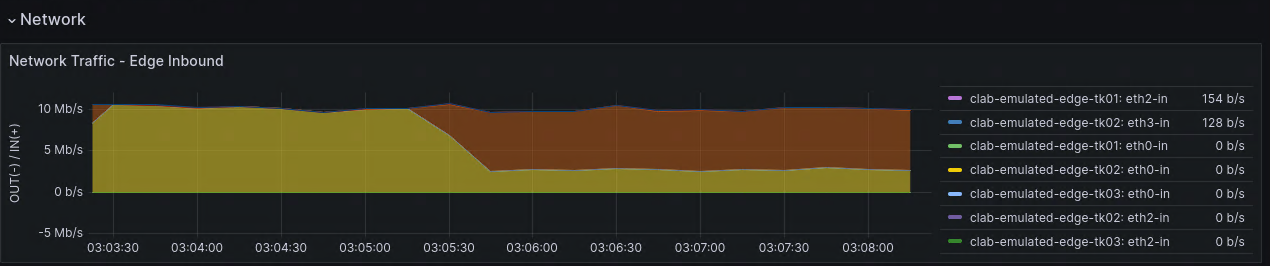 Network
Network Traffic - Edge Inbound
OUT(-) / IN(+)
10 Mb/s
5 Mb/s
0 b/s
-5 Mb/s
03:03:30 03:04:00 03:04:30 03:05:00 03:05:30 03:06:00 03:06:30 03:07:00 03:07:30 03:08:00
clab-emulated-edge-tk01: eth2-in 154 b/s
clab-emulated-edge-tk02: eth3-in 128 b/s
clab-emulated-edge-tk01: eth0-in 0 b/s
clab-emulated-edge-tk02: eth0-in 0 b/s
clab-emulated-edge-tk03: eth0-in 0 b/s
clab-emulated-edge-tk02: eth2-in 0 b/s
clab-emulated-edge-tk03: eth2-in 0 b/s